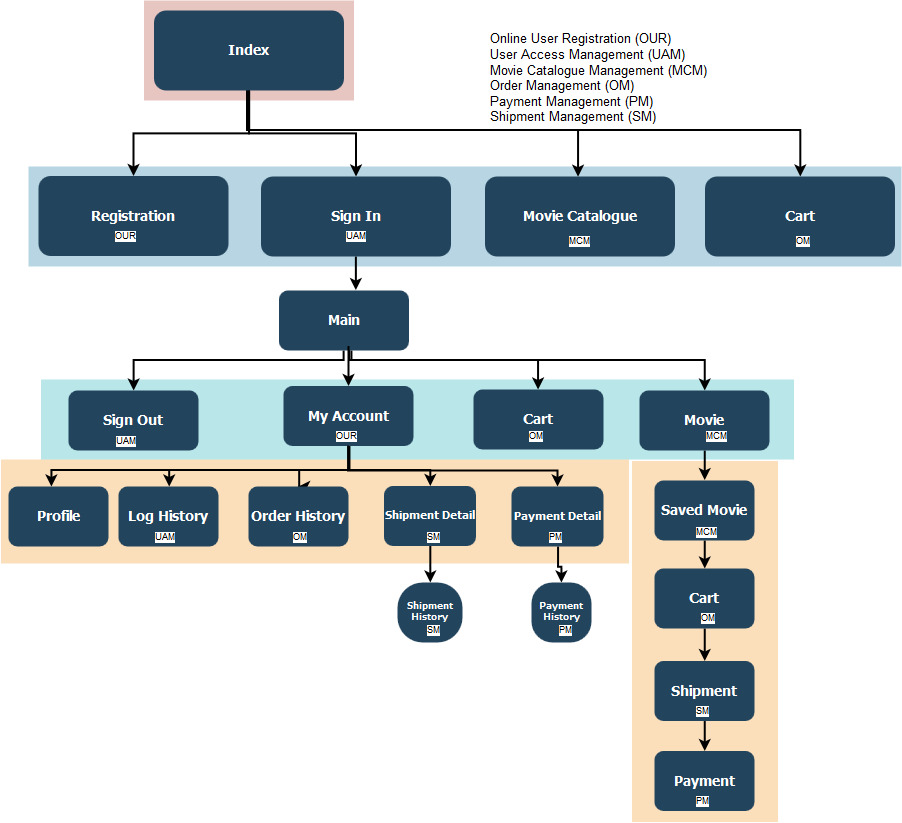 Index
Online User Registration (OUR)
User Access Management (UAM)
Movie Catalogue Management (MCM)
Order Management (OM)
Payment Management (PM)
Shipment Management (SM)
Registration
OUR
Sign In
UAM
Movie Catalogue
MCM
Cart
OM
Main
Sign Out
UAM
My Account
OUR
Cart
OM
Movie
MCM
Profile
Log History
UAM
Order History
OM
Shipment Detail
SM
Payment Detail
PM
Saved Movie
MCM
Shipment
History
SM
Payment
History
PM
Cart
OM
Shipment
SM
Payment
PM